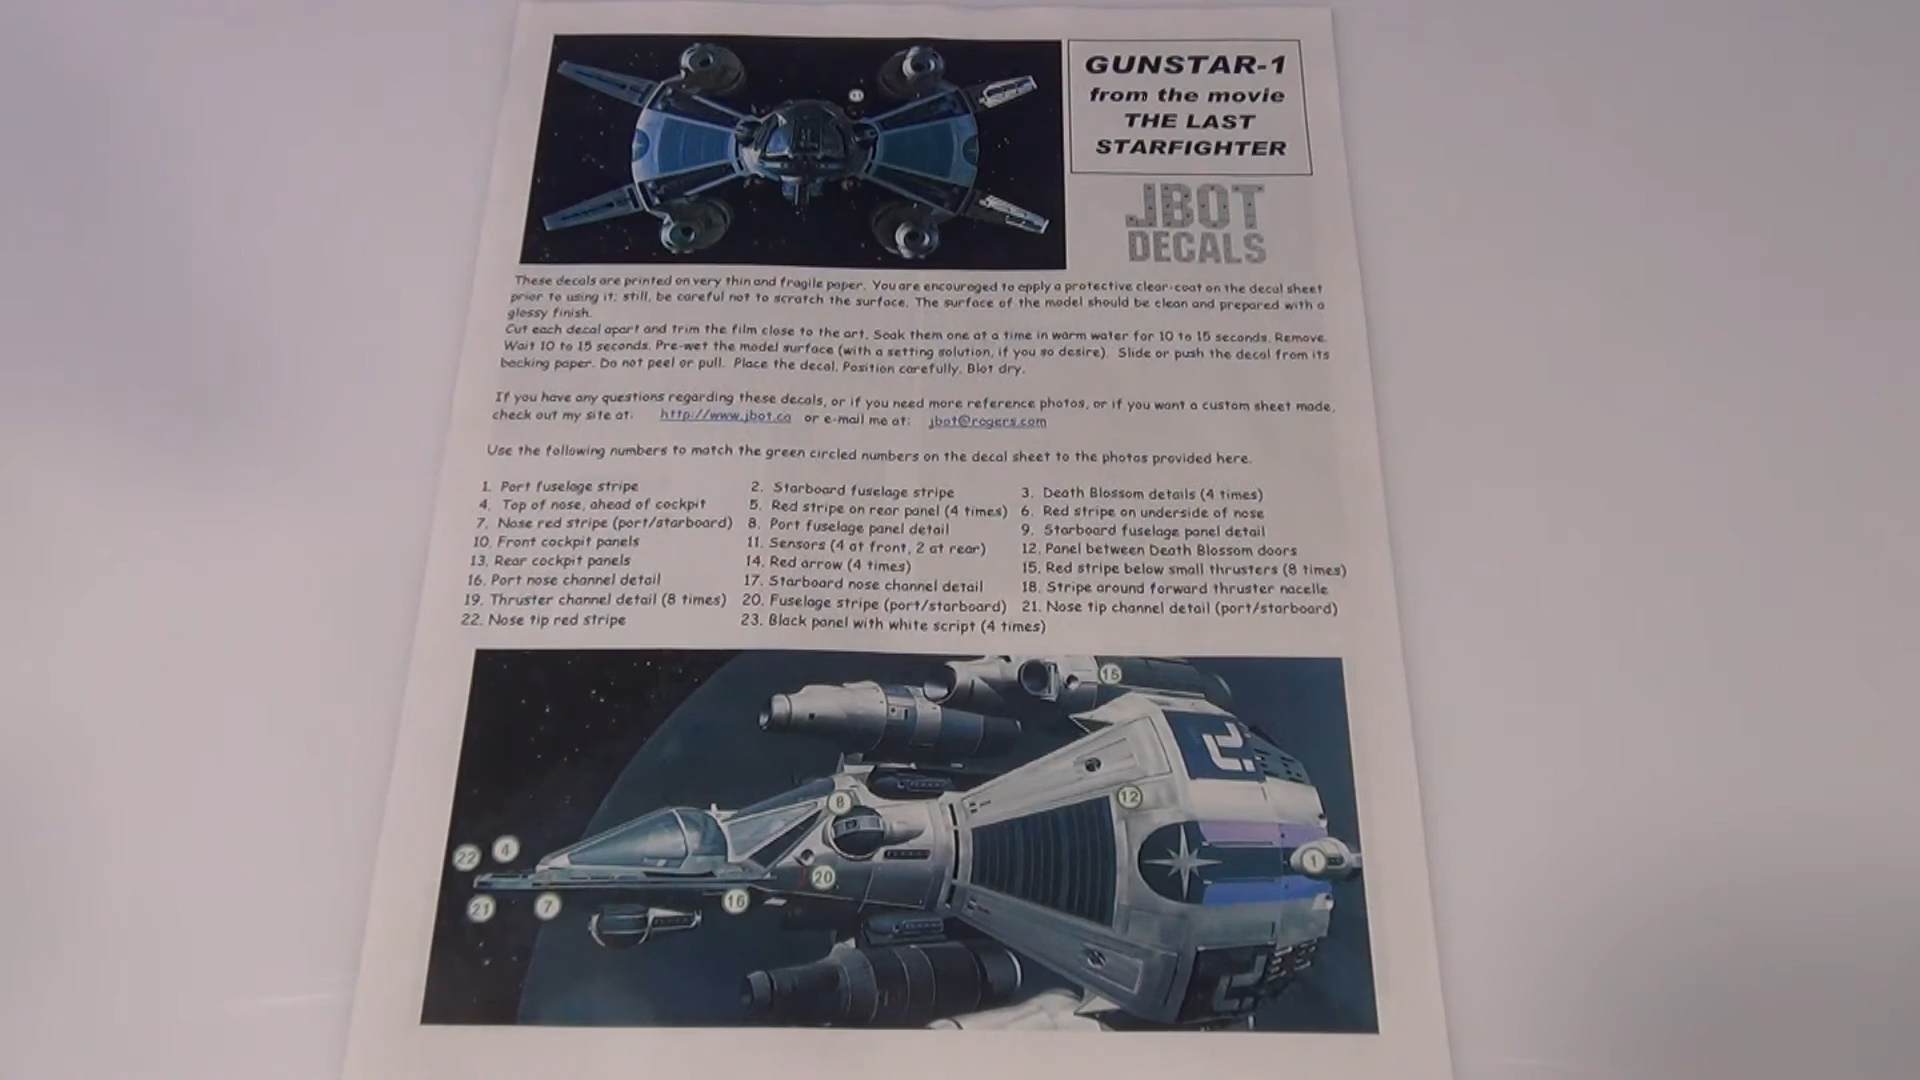 GUNSTAR-1
from the movie
THE LAST
STARFIGHTER
JBOT
DECALS
11
These decals are printed on very thin and fragile paper. You are encouraged to apply a protective clear-coat on the decal sheet
prior to using it; still, be careful not to scratch the surface. The surface of the model should be clean and prepared with a
glossy finish.
Cut each decal apart and trim the film close to the art. Soak them one at a time in warm water for 10 to 15 seconds. Remove.
Wait 10 to 15 seconds. Pre-wet the model surface (with a setting solution, if you so desire). Slide or push the decal from its
backing paper. Do not peel or pull. Place the decal. Position carefully. Blot dry.
If you have any questions regarding these decals, or if you need more reference photos, or if you want a custom sheet made,
check out my site at: http://www.jbot.ca or e-mail me at: jbot@rogers.com
Use the following numbers to match the green circled numbers on the decal sheet to the photos provided here.
1. Port fuselage stripe 2. Starboard fuselage stripe 3. Death Blossom details (4 times)
4. Top of nose, ahead of cockpit 5. Red stripe on rear panel (4 times) 6. Red stripe on underside of nose
7. Nose red stripe (port/starboard) 8. Port fuselage panel detail 9. Starboard fuselage panel detail
10. Front cockpit panels 11. Sensors (4 at front, 2 at rear) 12. Panel between Death Blossom doors
13. Rear cockpit panels 14. Red arrow (4 times) 15. Red stripe below small thrusters (8 times)
16. Port nose channel detail 17. Starboard nose channel detail 18. Stripe around forward thruster nacelle
19. Thruster channel detail (8 times) 20. Fuselage stripe (port/starboard) 21. Nose tip channel detail (port/starboard)
22. Nose tip red stripe 23. Black panel with white script (4 times)
15
12
8
22 4
1
20
21 7 16